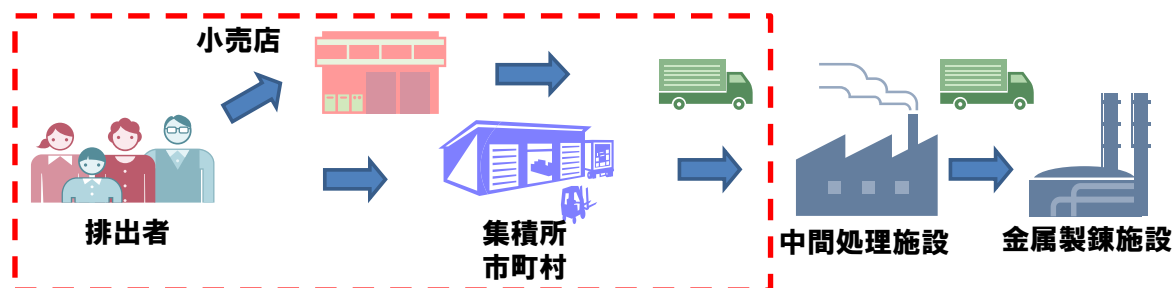 小売店
排出者
集積所
市町村
中間処理施設
金属製錬施設